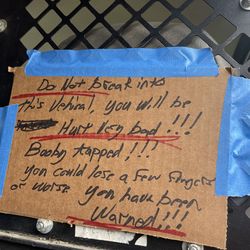 Do Not break into
this Vehinal, you will be
Hurt Very bad!!!
Booby trapped!!!
you could lose a few fingers
or worse
you have been
Warned!!!